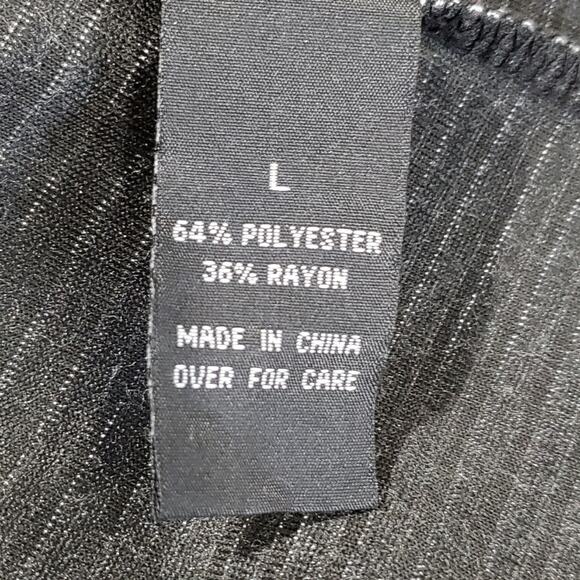 L
64% POLYESTER
36% RAYON
MADE IN CHINA
OVER FOR CARE